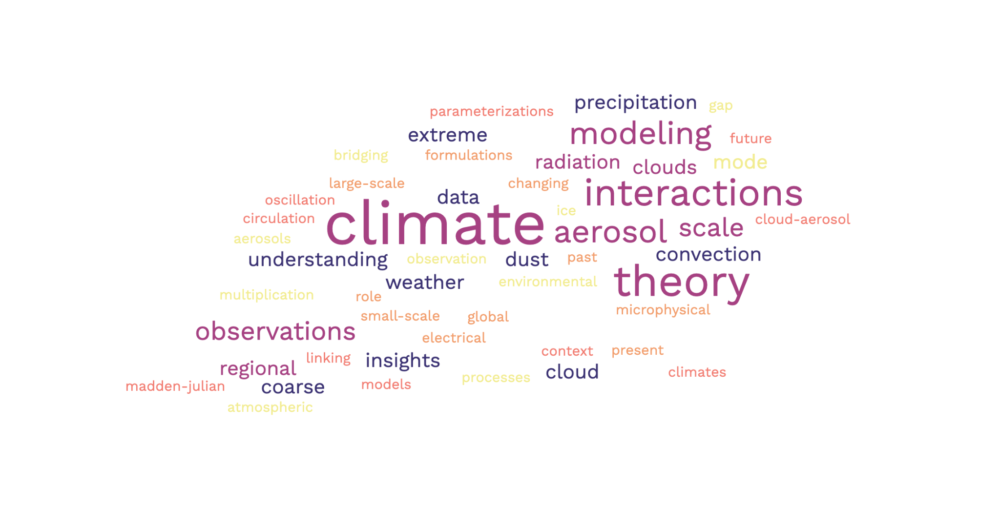 precipitation
gap
parameterizations
modeling
extreme
future
bridging
formulations
radiation
clouds
mode
large-scale
changing
interactions
data
oscillation
ice
circulation
climate
aerosol
scale
cloud-aerosol
aerosols
understanding
observation
dust
past
convection
weather
environmental
theory
multiplication
role
microphysical
small-scale
global
observations
electrical
context
present
linking
insights
regional
cloud
climates
processes
madden-julian
coarse
models
atmospheric